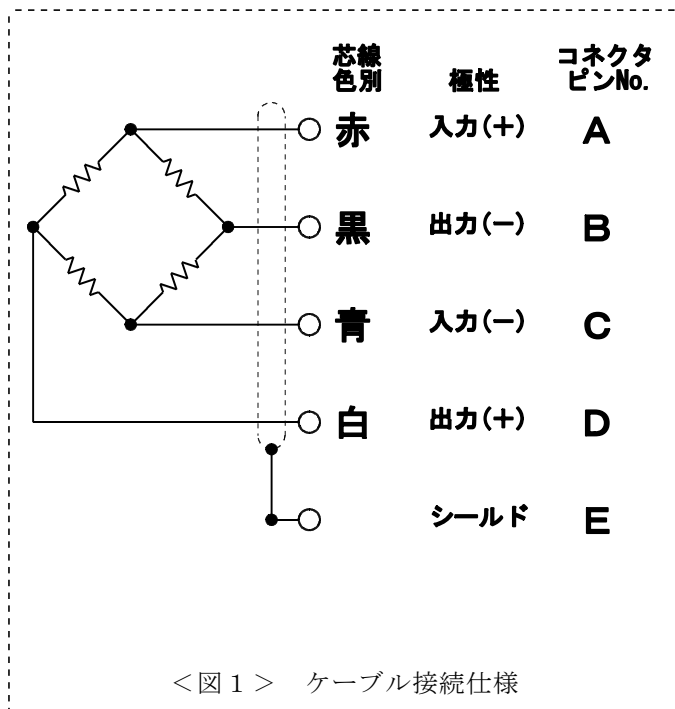 芯線
色別 極性 コネクタ
ピンNo.
赤 入力(+) A
黒 出力(−) B
青 入力(−) C
白 出力(+) D
シールド E
<図1> ケーブル接続仕様